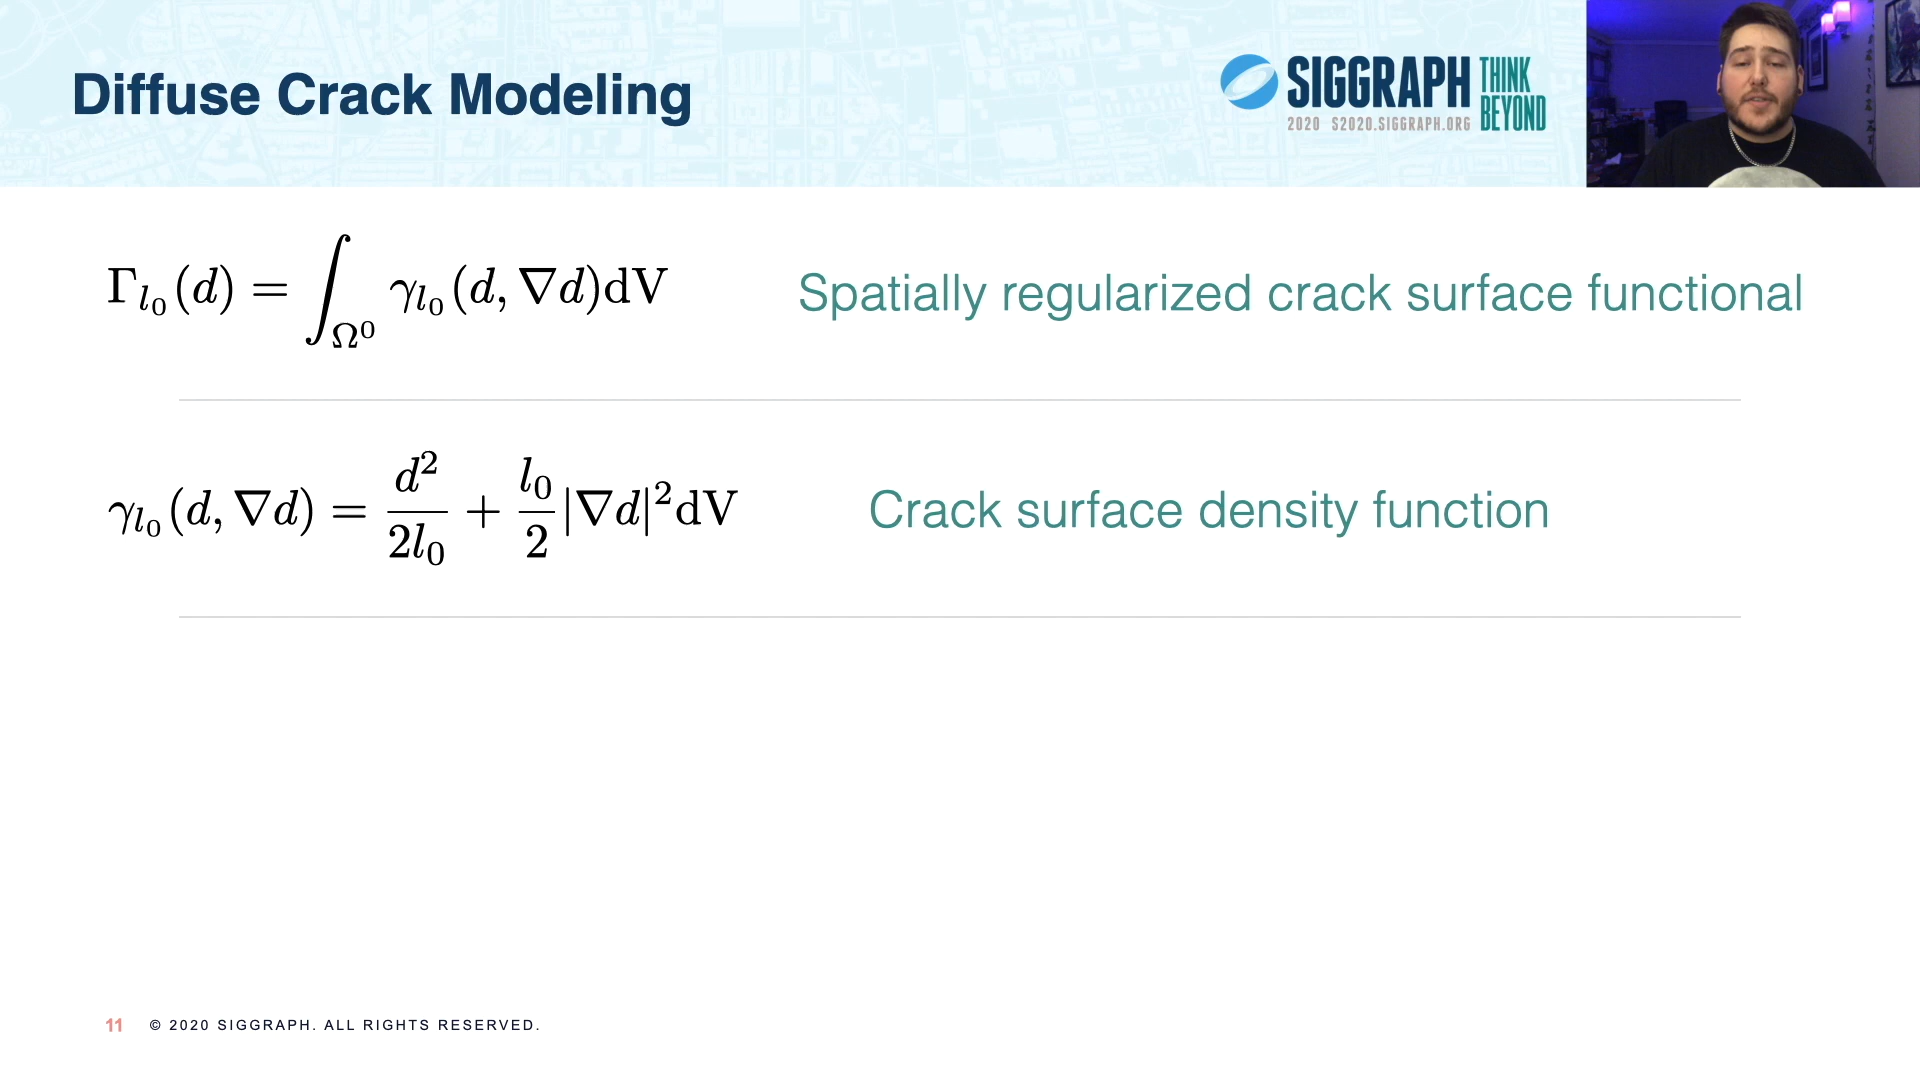 Diffuse Crack Modeling
SIGGRAPH THINK BEYOND
2020 S2020.SIGGRAPH.ORG
Γ_{l_0}(d) = ∫_{Ω^0} γ_{l_0}(d, ∇d)dV
Spatially regularized crack surface functional
γ_{l_0}(d, ∇d) = \frac{d^2}{2l_0} + \frac{l_0}{2}|∇d|^2dV
Crack surface density function
11 © 2020 SIGGRAPH. ALL RIGHTS RESERVED.